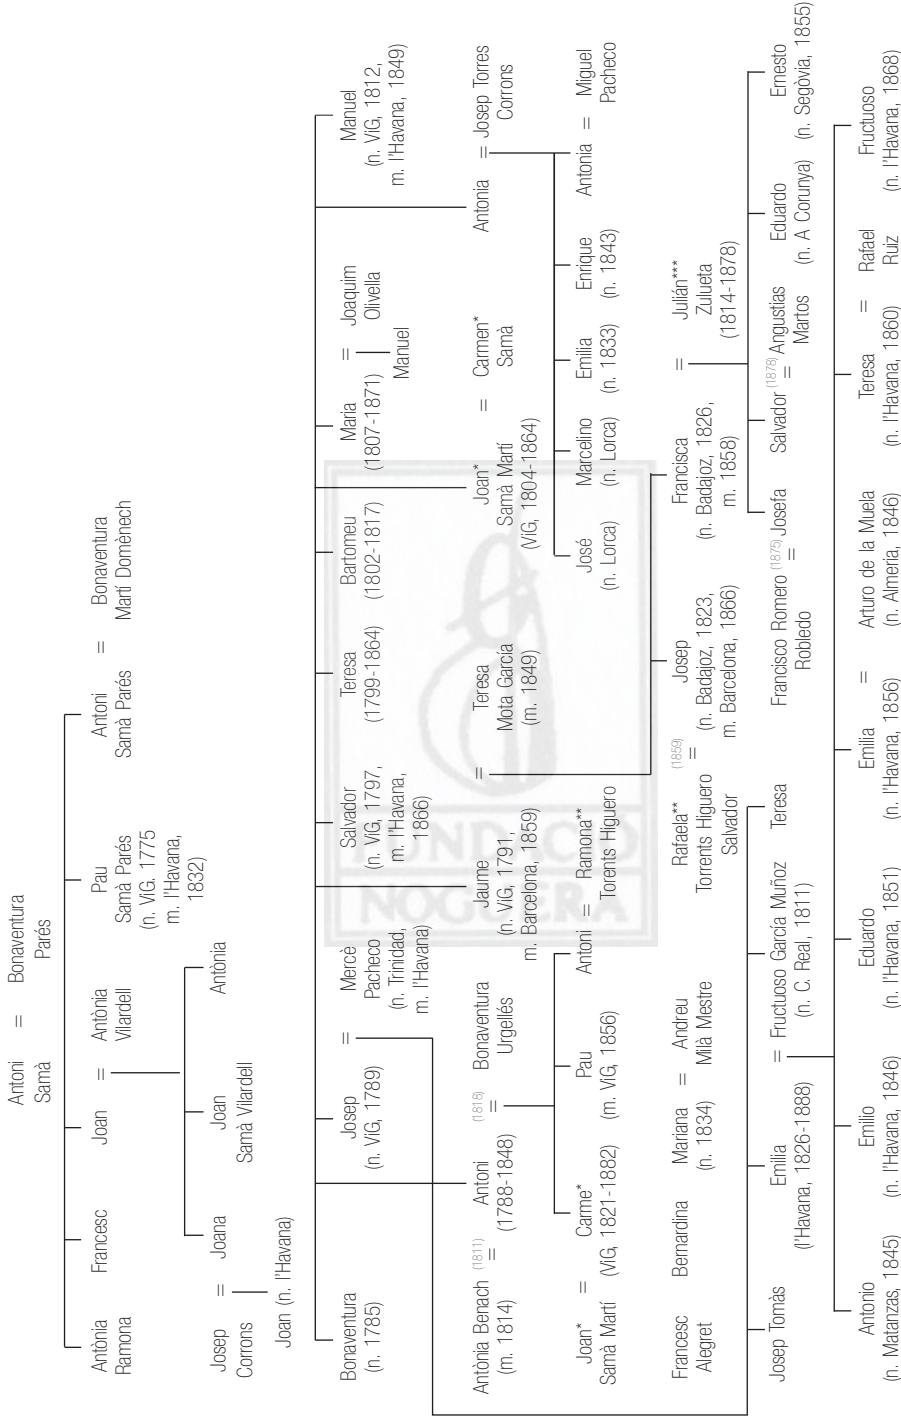 Antoni = Bonaventura
Samà Parés
Antònia
Ramona
Francesc
Joan = Antònia
Vilardell
Pau
Samà Parés
(n. ViG. 1775
m. l'Havana,
1832)
Antoni = Bonaventura
Samà Parés Martí Domènech
Josep = Joana
Corrons
Joan
Samà Vilardell
Antònia
Joan (n. l'Havana)
Bonaventura
(n. 1785)
Josep = Mercè
(n. ViG, 1789) Pacheco
(n. Trinidad,
m. l'Havana)
Salvador
(n. ViG, 1797,
m. l'Havana,
1866)
Teresa
(1799-1864)
Bartomeu
(1802-1817)
Maria = Joaquim
(1807-1871) Olivella
Manuel
Manuel
(n. ViG, 1812,
m. l'Havana, 1849)
Antònia Benach (1811) = Antoni (1818) = Bonaventura
(m. 1814) (1788-1848) Urgellés
Jaume = Teresa
(n. ViG, 1791, Mota García
m. Barcelona, 1859) (m. 1849)
Joan* = Carmen*
Samà Martí Samà
(ViG, 1804-1864)
Antonia = Josep Torres
Corrons
Joan* = Carme*
Samà Martí (ViG, 1821-1882)
Pau
(m. ViG, 1856)
Antoni = Ramona**
Torrents Higuero
José
(n. Lorca)
Marcelino
(n. Lorca)
Emilia
(n. 1833)
Enrique
(n. 1843)
Antonia = Miguel
Pacheco
Francesc
Alegret
Bernardina
Mariana = Andreu
(n. 1834) Milà Mestre
Rafaela** (1859) = Josep
Torrents Higuero (n. Badajoz, 1823,
Salvador m. Barcelona, 1866)
Francisca = Julián***
(n. Badajoz, 1826, Zulueta
m. 1858) (1814-1878)
Josep Tomàs
Emilia = Fructuoso García Muñoz
(l'Havana, 1826-1888) (n. C. Real, 1811)
Teresa
Francisco Romero (1875) = Josefa
Robledo
Salvador (1878) = Angustias
Martos
Eduardo
(n. A Corunya)
Ernesto
(n. Segòvia, 1855)
Antonio
(n. Matanzas, 1845)
Emilio
(n. l'Havana, 1846)
Eduardo
(n. l'Havana, 1851)
Emilia = Arturo de la Muela
(n. l'Havana, 1856) (n. Almeria, 1846)
Teresa = Rafael
(n. l'Havana, 1860) Ruiz
Fructuoso
(n. l'Havana, 1868)
FUNDACIÓ
NOGUERA